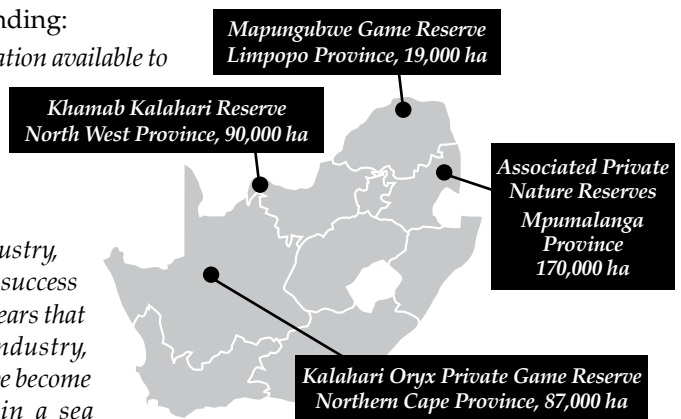 nding:
ation available to
Mapungubwe Game Reserve
Limpopo Province, 19,000 ha
Khamab Kalahari Reserve
North West Province, 90,000 ha
Associated Private
Nature Reserves
Mpumalanga
Province
170,000 ha
ustry,
success
ears that
ndustry,
e become
in a sea
Kalahari Oryx Private Game Reserve
Northern Cape Province, 87,000 ha